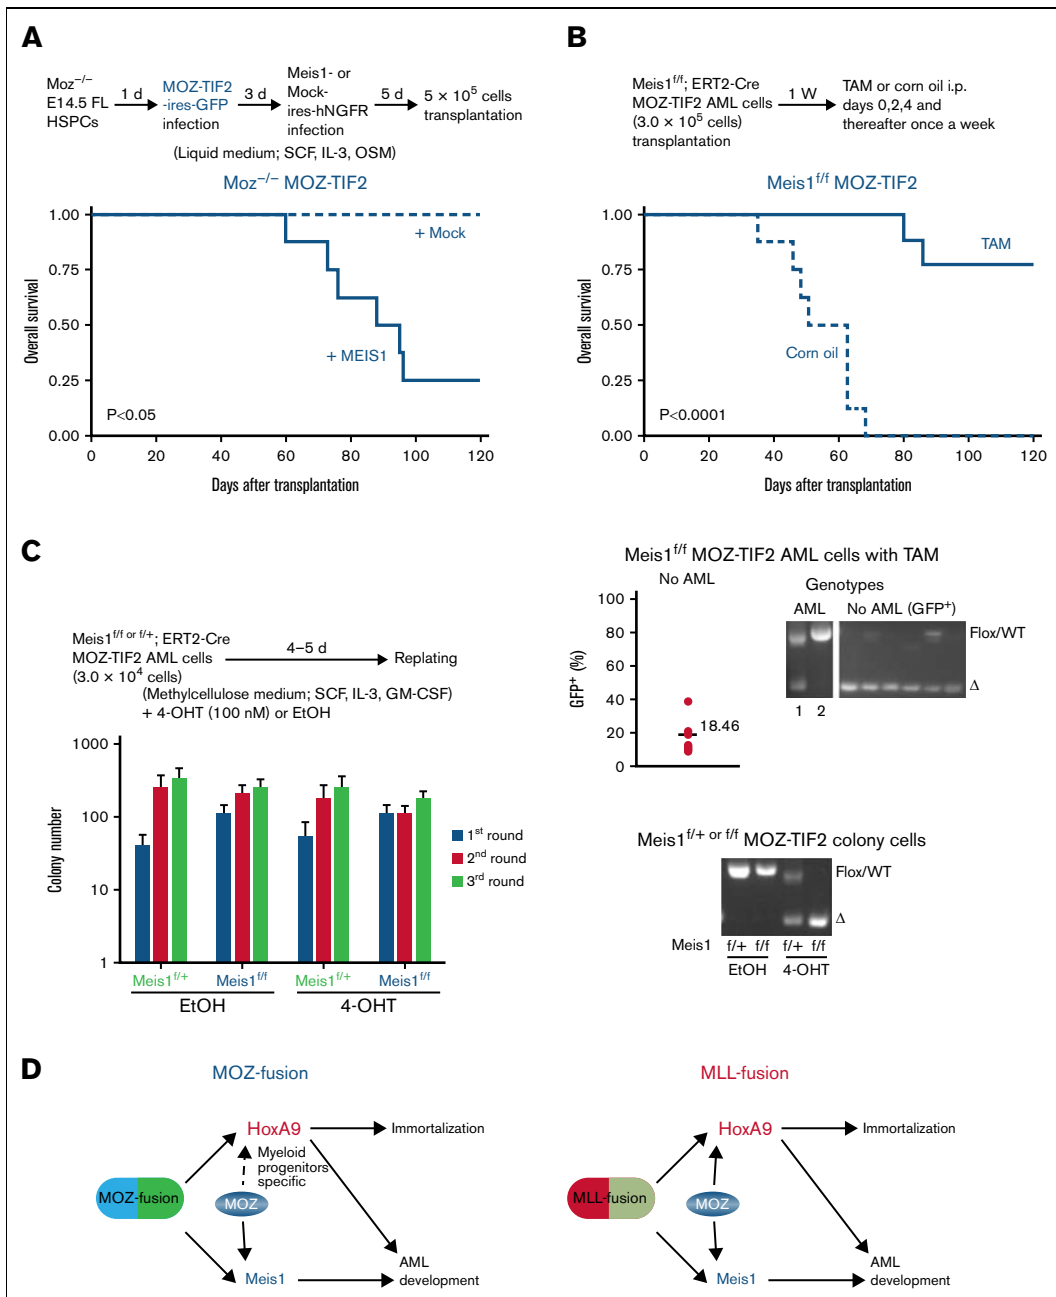 A
Moz−/−
E14.5 FL
HSPCs
1 d
MOZ-TIF2
-ires-GFP
infection
3 d
Meis1- or
Mock-
ires-hNGFR
infection
5 d
5 × 10⁵ cells
transplantation
(Liquid medium; SCF, IL-3, OSM)
Moz−/− MOZ-TIF2
Overall survival
1.00
0.75
0.50
0.25
0.00
+ Mock
+ MEIS1
P<0.05
0 20 40 60 80 100 120
Days after transplantation
B
Meis1f/f; ERT2-Cre
MOZ-TIF2 AML cells
(3.0 × 10⁵ cells)
transplantation
1 W
TAM or corn oil i.p.
days 0,2,4 and
thereafter once a week
Meis1f/f MOZ-TIF2
Overall survival
1.00
0.75
0.50
0.25
0.00
TAM
Corn oil
P<0.0001
0 20 40 60 80 100 120
Days after transplantation
C
Meis1f/f or f/+; ERT2-Cre
MOZ-TIF2 AML cells
(3.0 × 10⁴ cells)
4–5 d
Replating
(Methylcellulose medium; SCF, IL-3, GM-CSF)
+ 4-OHT (100 nM) or EtOH
Colony number
1000
100
10
1
1st round
2nd round
3rd round
Meis1f/+ Meis1f/f Meis1f/+ Meis1f/f
EtOH 4-OHT
Meis1f/f MOZ-TIF2 AML cells with TAM
No AML
GFP+ (%)
100
80
60
40
20
0
18.46
Genotypes
AML No AML (GFP+)
Flox/WT
Δ
1 2
Meis1f/+ or f/f MOZ-TIF2 colony cells
Flox/WT
Δ
Meis1 f/+ f/f f/+ f/f
EtOH 4-OHT
D
MOZ-fusion
HoxA9
Immortalization
Myeloid
progenitors
specific
MOZ-fusion
MOZ
Meis1
AML
development
MLL-fusion
HoxA9
Immortalization
MLL-fusion
MOZ
Meis1
AML
development